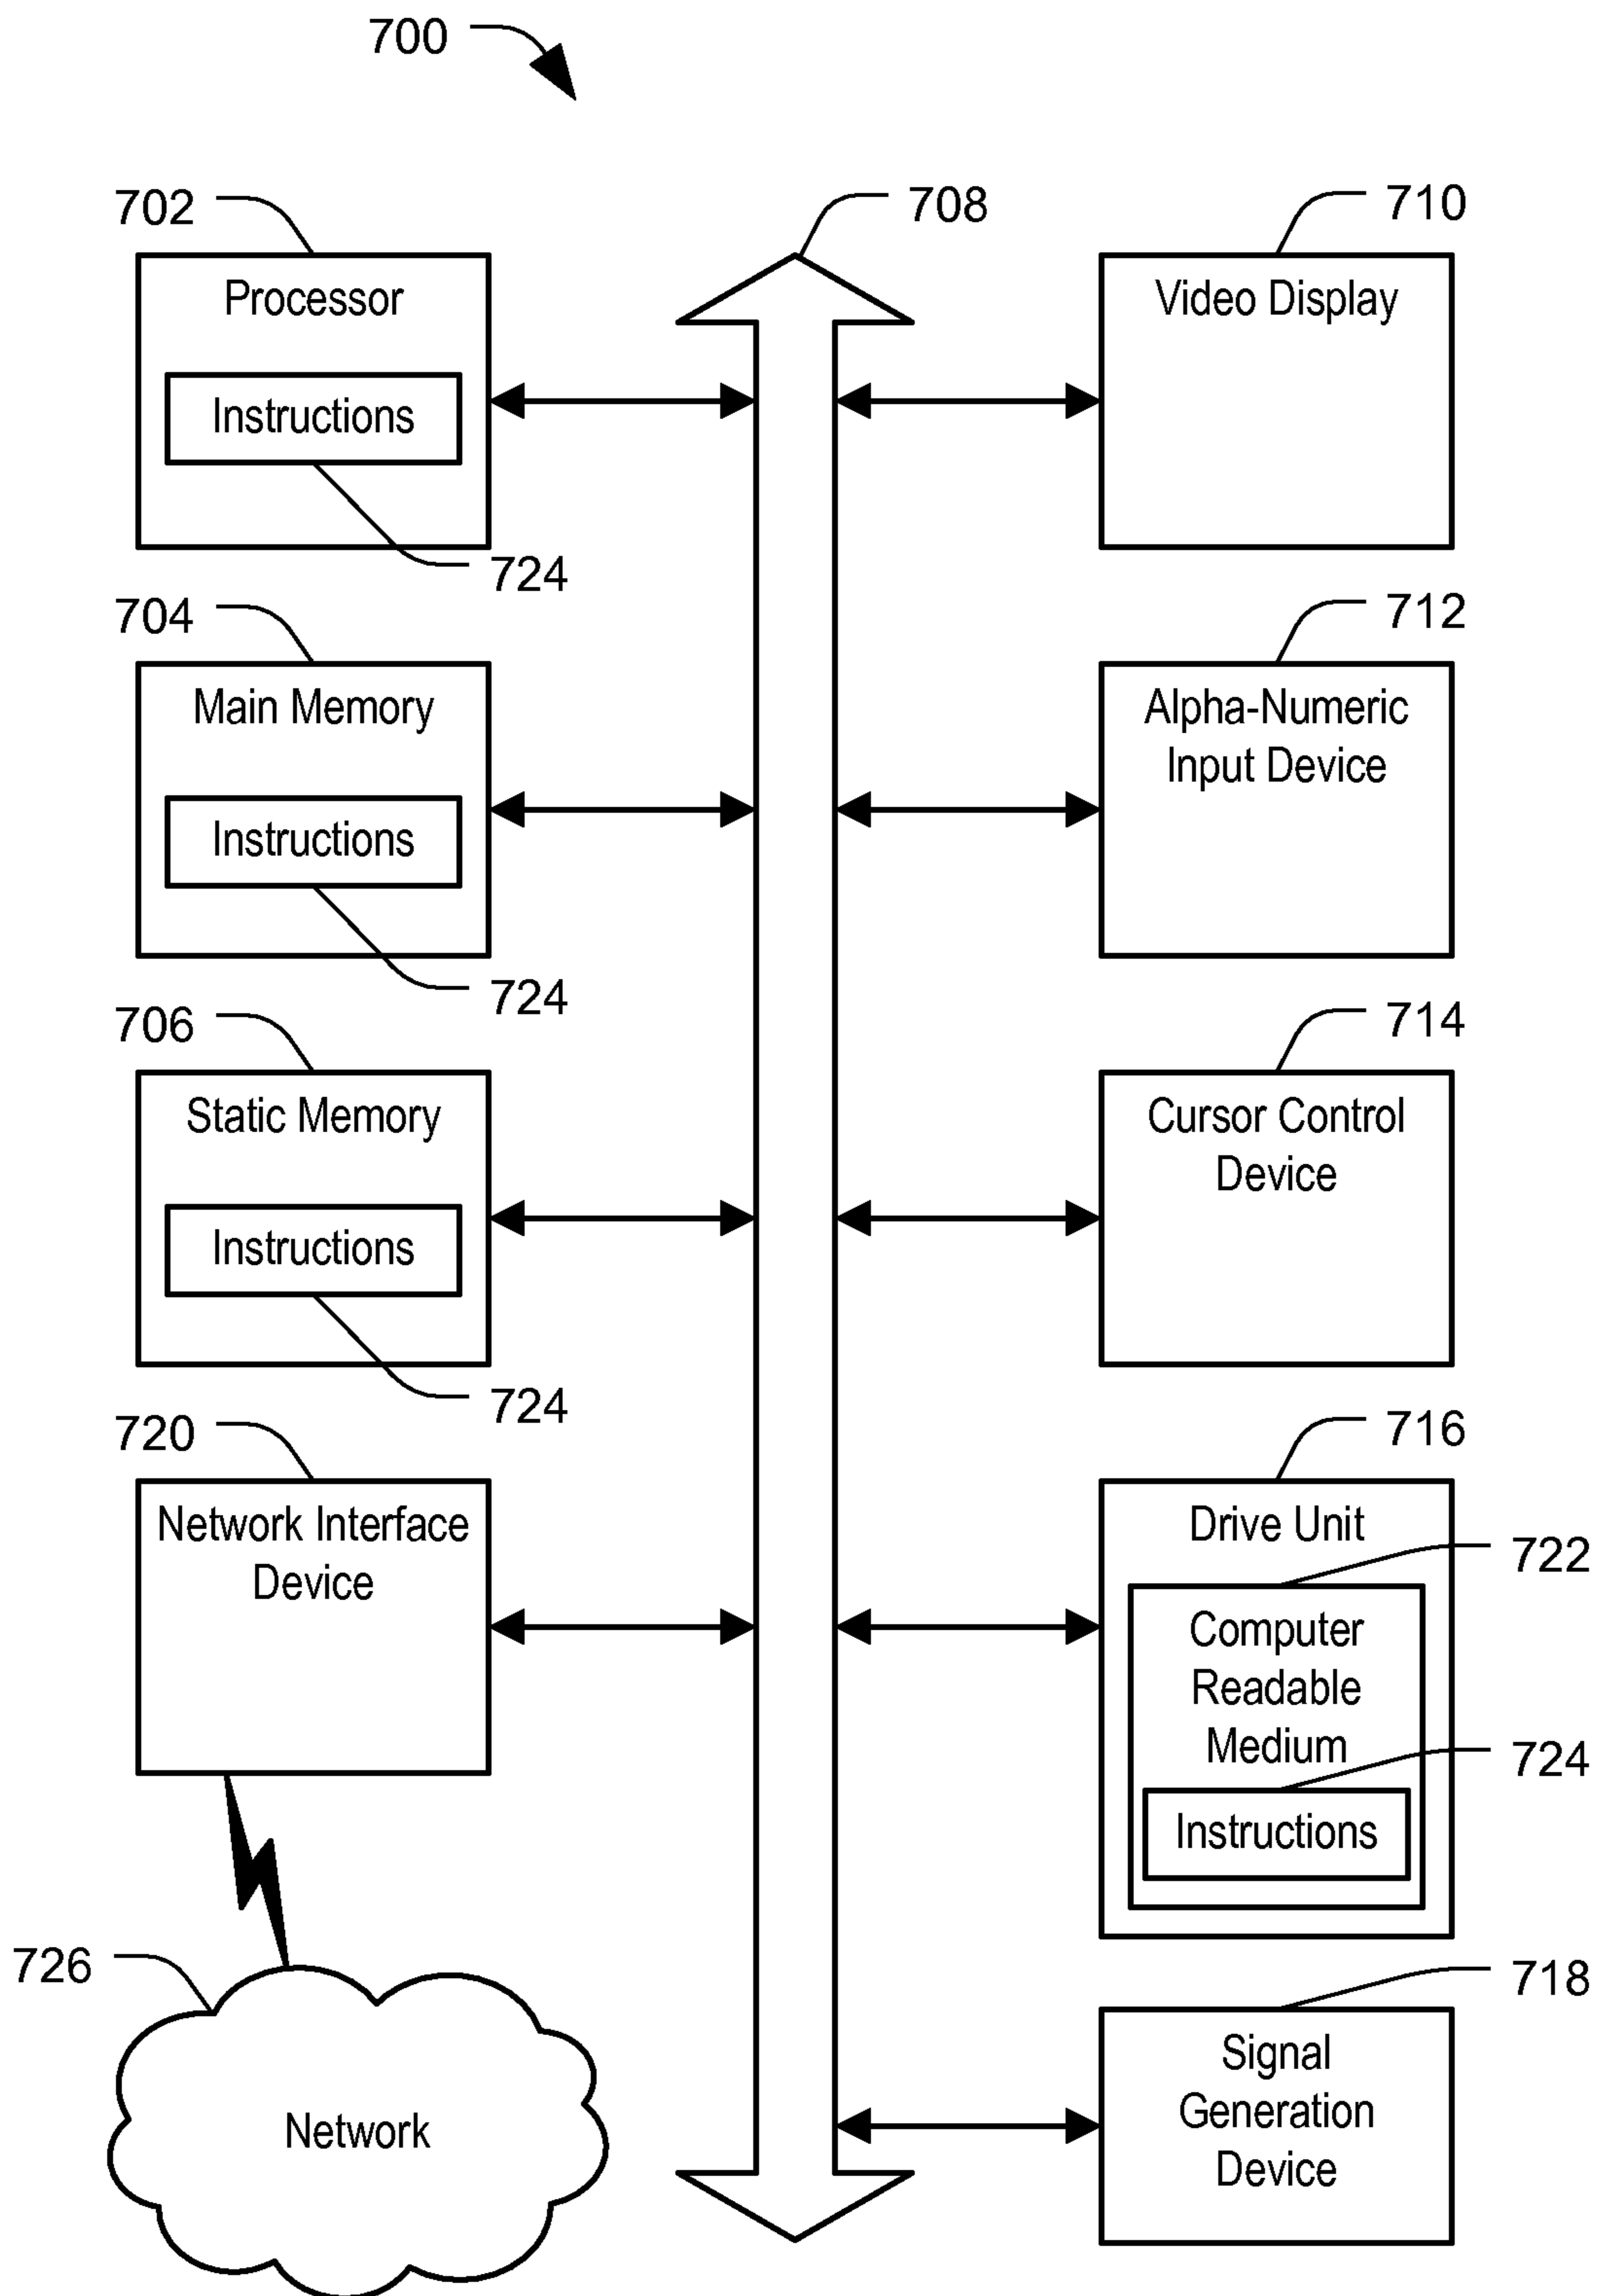 700
702
708
710
Processor
Instructions
724
Video Display
704
712
Main Memory
Instructions
724
Alpha-Numeric
Input Device
706
714
Static Memory
Instructions
724
Cursor Control
Device
720
716
Network Interface
Device
Drive Unit
722
Computer
Readable
Medium
724
Instructions
726
Network
718
Signal
Generation
Device